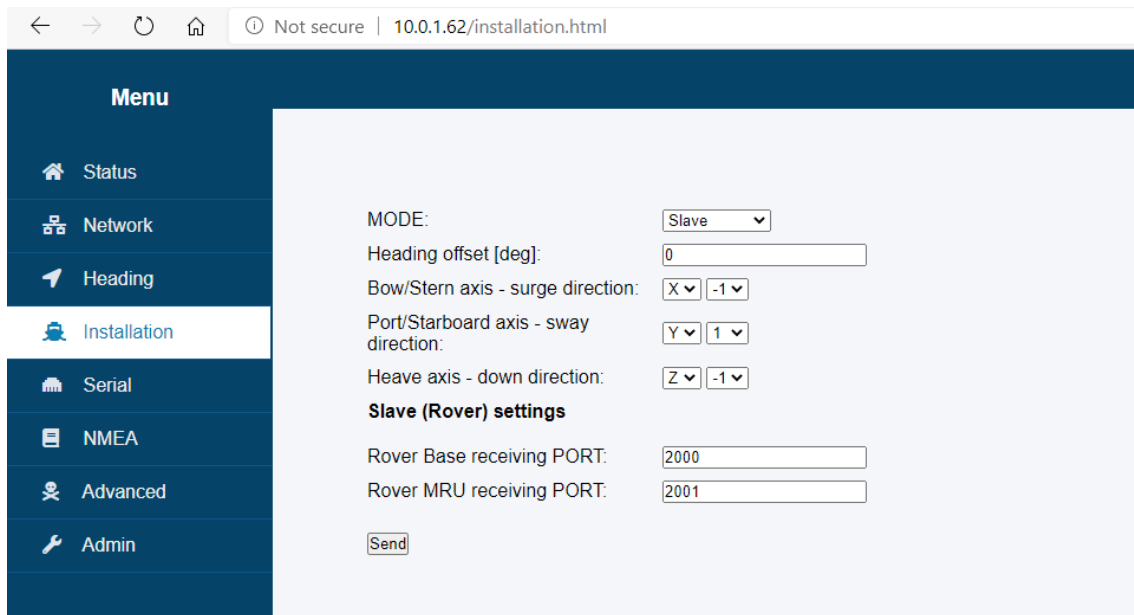 Not secure | 10.0.1.62/installation.html
Menu
Status
Network
Heading
Installation
Serial
NMEA
Advanced
Admin
MODE: Slave
Heading offset [deg]: 0
Bow/Stern axis - surge direction: X -1
Port/Starboard axis - sway
direction: Y 1
Heave axis - down direction: Z -1
Slave (Rover) settings
Rover Base receiving PORT: 2000
Rover MRU receiving PORT: 2001
Send